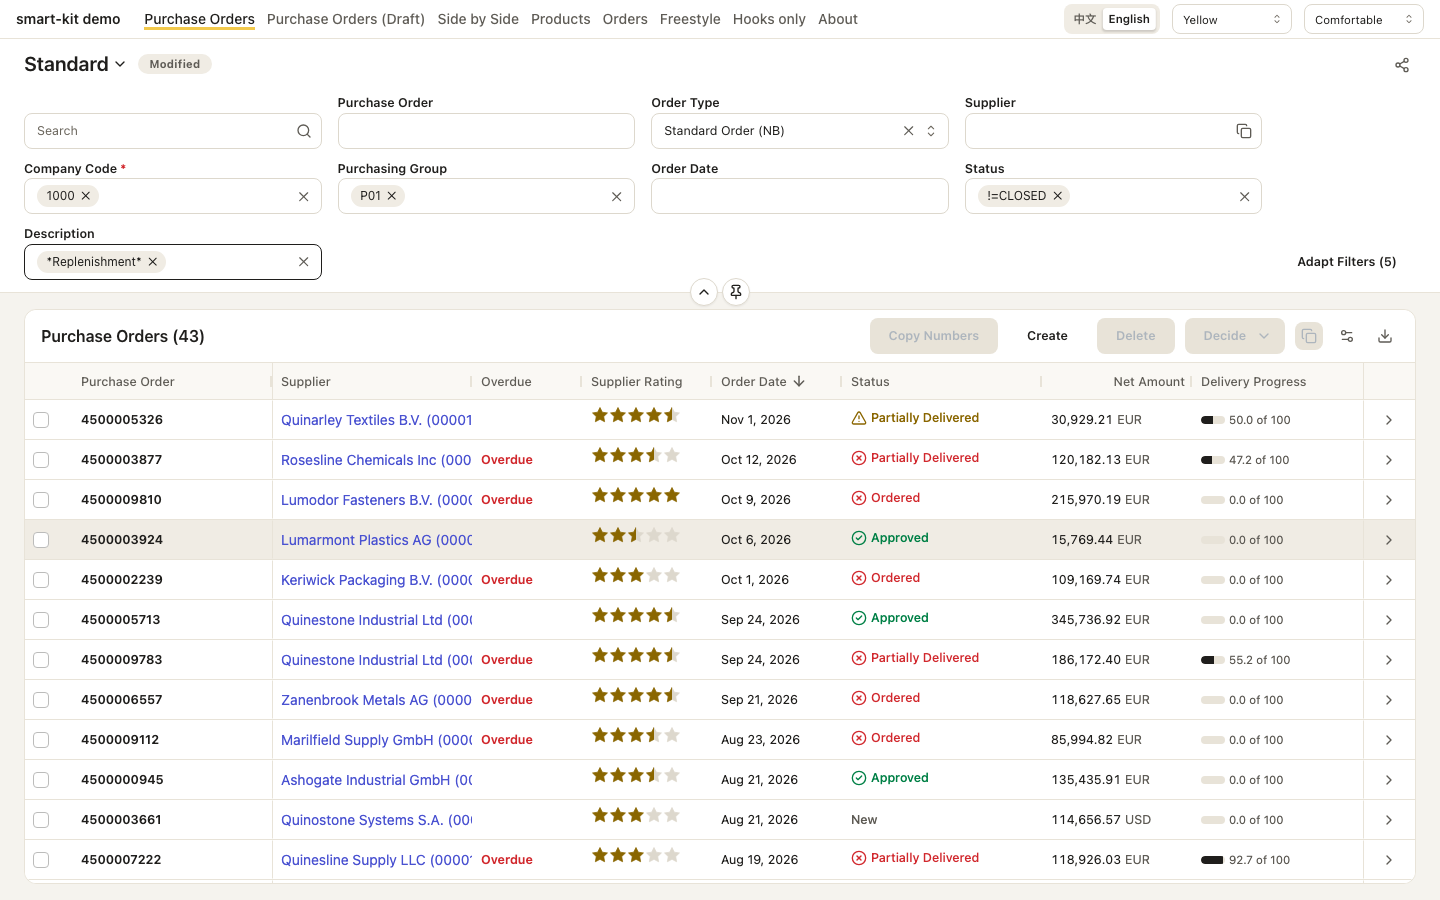 smart-kit demo Purchase Orders Purchase Orders (Draft) Side by Side Products Orders Freestyle Hooks only About 中文 English Yellow Comfortable
Standard Modified
Purchase Order Order Type Supplier
Search Standard Order (NB)
Company Code * Purchasing Group Order Date Status
1000 P01 !=CLOSED
Description
*Replenishment* Adapt Filters (5)
Purchase Orders (43) Copy Numbers Create Delete Decide
Purchase Order Supplier Overdue Supplier Rating Order Date Status Net Amount Delivery Progress
4500005326 Quinarley Textiles B.V. (00001 Nov 1, 2026 Partially Delivered 30,929.21 EUR 50.0 of 100
4500003877 Rosesline Chemicals Inc (000 Overdue Oct 12, 2026 Partially Delivered 120,182.13 EUR 47.2 of 100
4500009810 Lumodor Fasteners B.V. (0000 Overdue Oct 9, 2026 Ordered 215,970.19 EUR 0.0 of 100
4500003924 Lumarmont Plastics AG (0000 Oct 6, 2026 Approved 15,769.44 EUR 0.0 of 100
4500002239 Keriwick Packaging B.V. (0000 Overdue Oct 1, 2026 Ordered 109,169.74 EUR 0.0 of 100
4500005713 Quinestone Industrial Ltd (000 Sep 24, 2026 Approved 345,736.92 EUR 0.0 of 100
4500009783 Quinestone Industrial Ltd (000 Overdue Sep 24, 2026 Partially Delivered 186,172.40 EUR 55.2 of 100
4500006557 Zanenbrook Metals AG (0000 Overdue Sep 21, 2026 Ordered 118,627.65 EUR 0.0 of 100
4500009112 Marilfield Supply GmbH (0000 Overdue Aug 23, 2026 Ordered 85,994.82 EUR 0.0 of 100
4500000945 Ashogate Industrial GmbH (00 Aug 21, 2026 Approved 135,435.91 EUR 0.0 of 100
4500003661 Quinostone Systems S.A. (000 Aug 21, 2026 New 114,656.57 USD 0.0 of 100
4500007222 Quinesline Supply LLC (00001 Overdue Aug 19, 2026 Partially Delivered 118,926.03 EUR 92.7 of 100